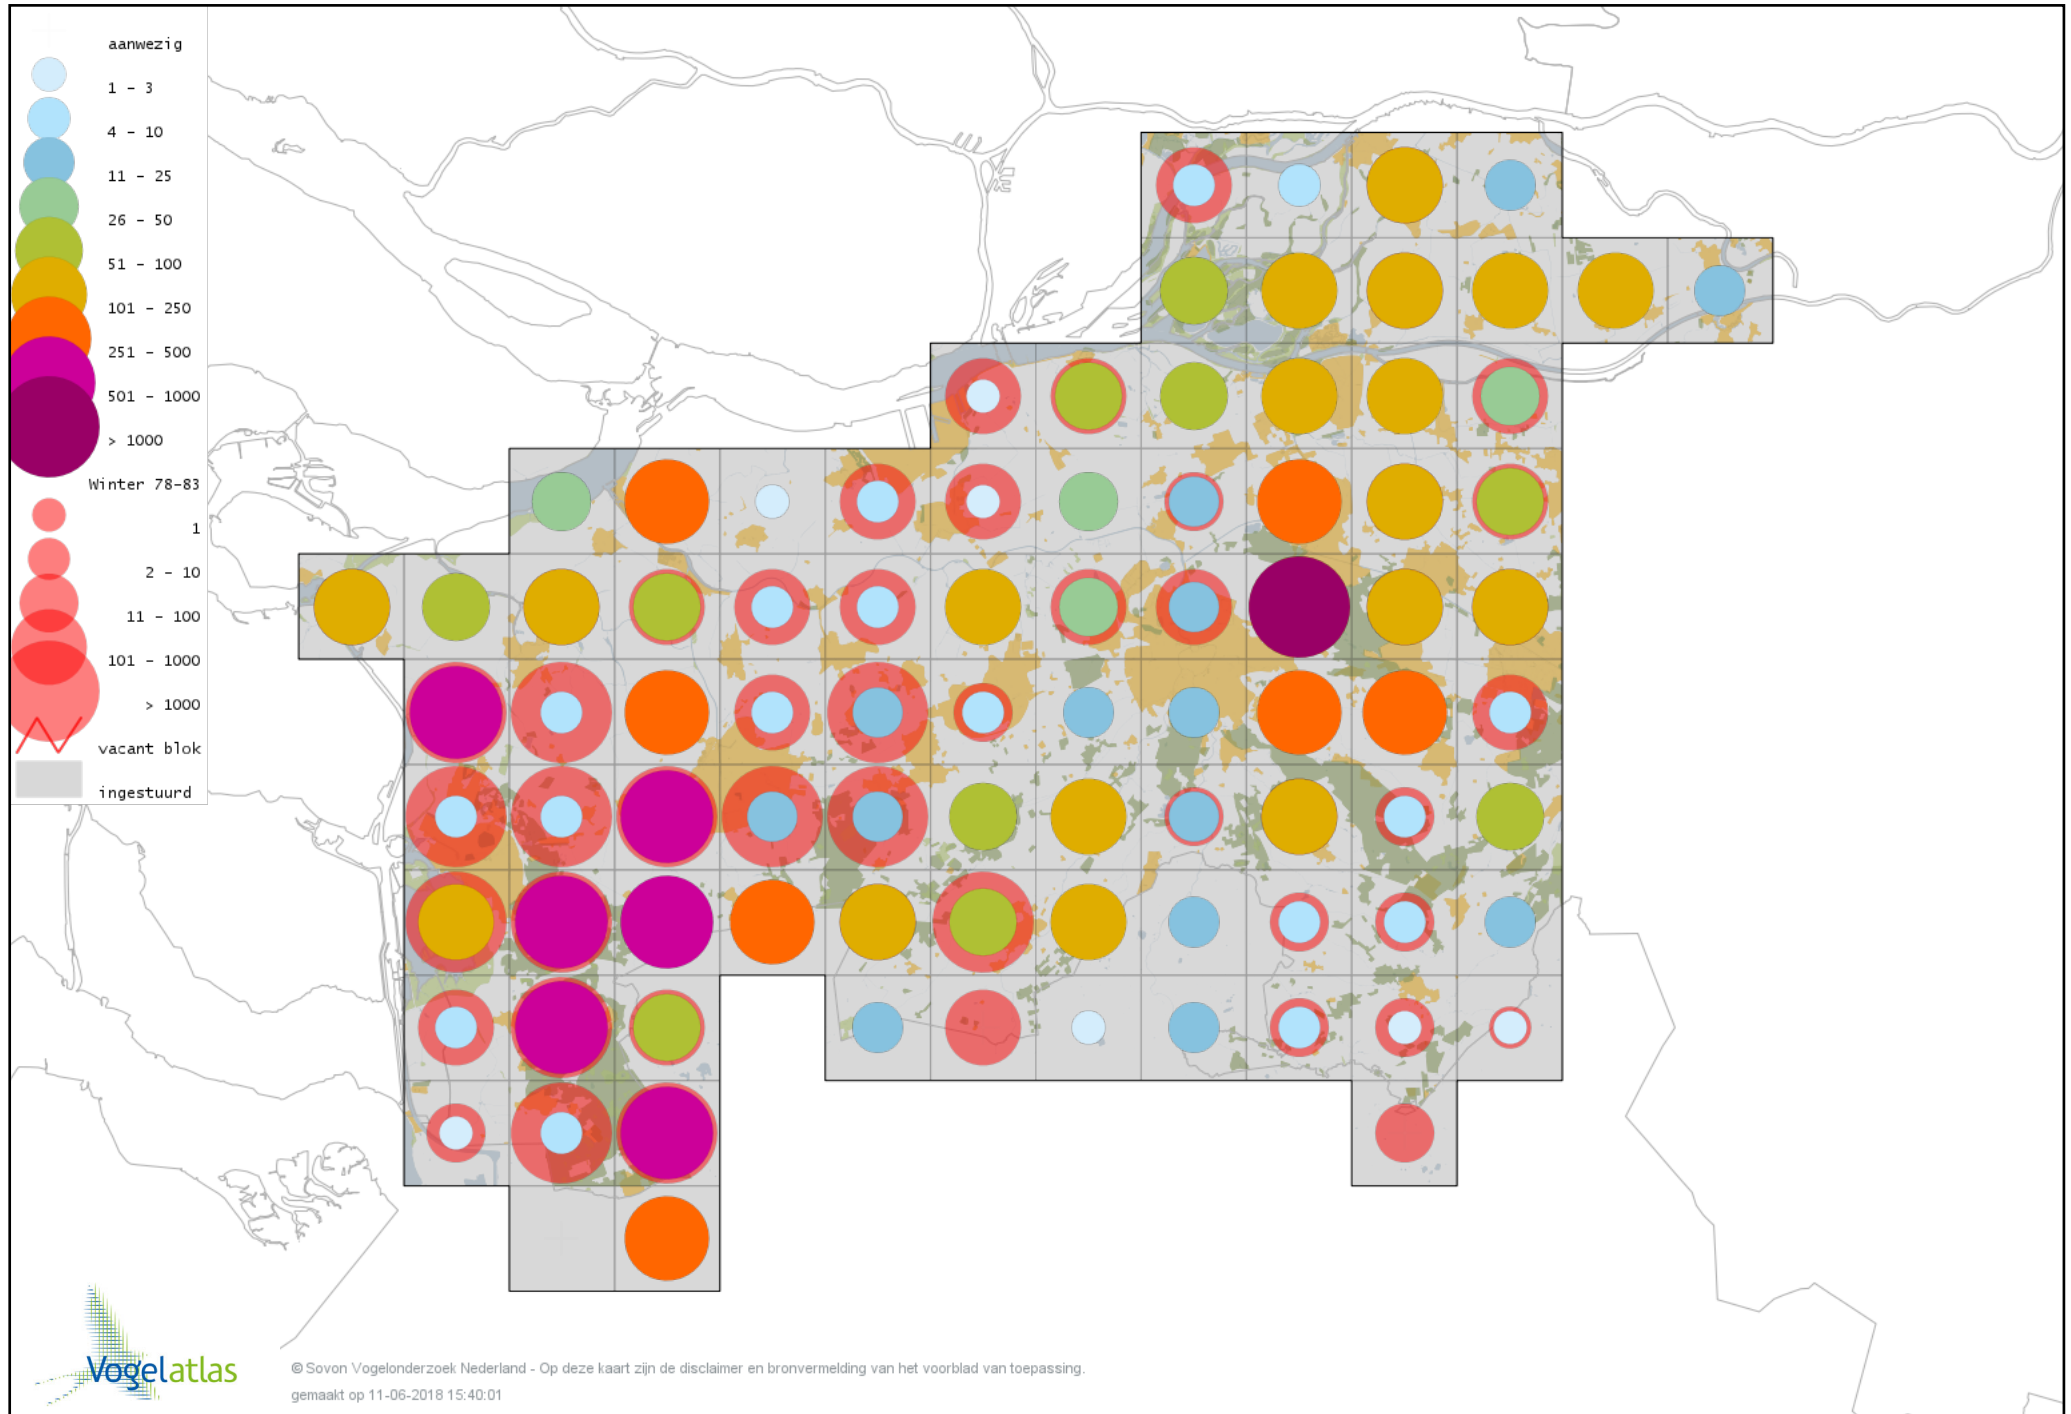 aanwezig
1 - 3
4 - 10
11 - 25
26 - 50
51 - 100
101 - 250
251 - 500
501 - 1000
> 1000
Winter 78-83
1
2 - 10
11 - 100
101 - 1000
> 1000
vacant blok
ingestuurd
Vogelatlas
© Sovon Vogelonderzoek Nederland - Op deze kaart zijn de disclaimer en bronvermelding van het voorblad van toepassing.
gemaakt op 11-06-2018 15:40:01